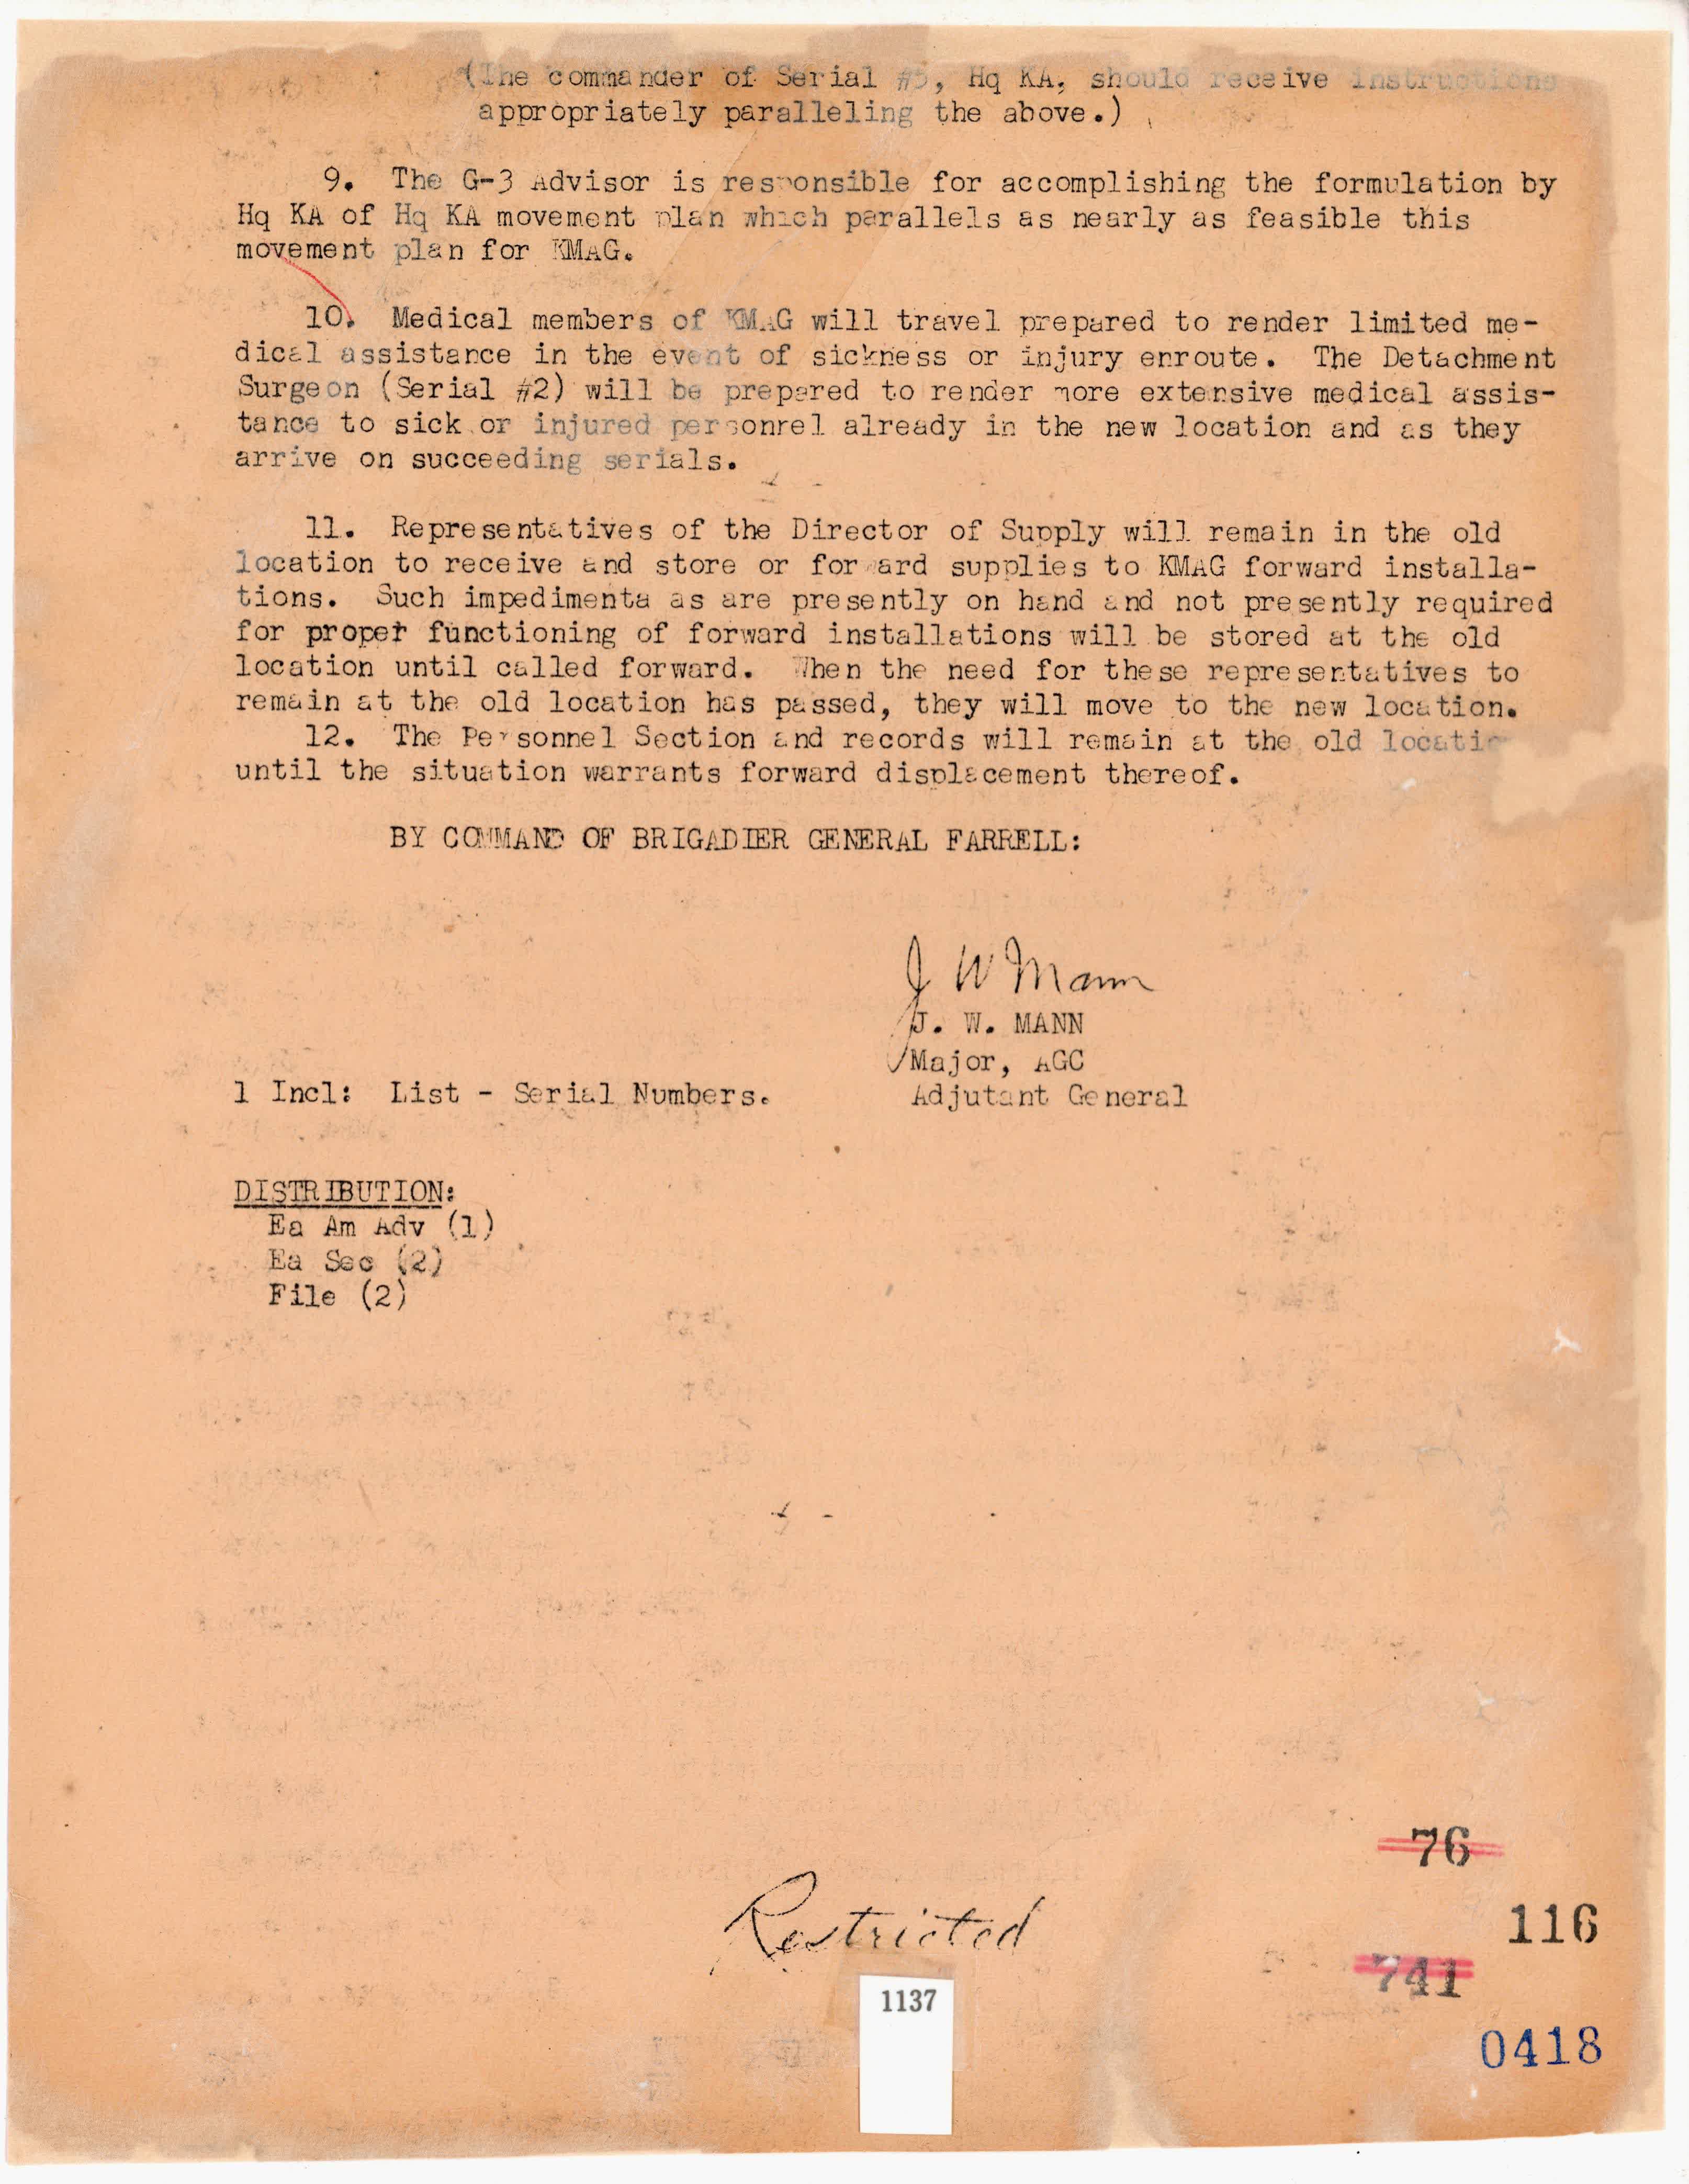 (The commander of Serial #5, Hq KA, should receive instructions
appropriately paralleling the above.)
9. The G-3 Advisor is responsible for accomplishing the formulation by
Hq KA of Hq KA movement plan which parallels as nearly as feasible this
movement plan for KMAG.
10. Medical members of KMAG will travel prepared to render limited me-
dical assistance in the event of sickness or injury enroute. The Detachment
Surgeon (Serial #2) will be prepared to render more extensive medical assis-
tance to sick or injured personnel already in the new location and as they
arrive on succeeding serials.
11. Representatives of the Director of Supply will remain in the old
location to receive and store or forward supplies to KMAG forward installa-
tions. Such impedimenta as are presently on hand and not presently required
for proper functioning of forward installations will be stored at the old
location until called forward. When the need for these representatives to
remain at the old location has passed, they will move to the new location.
12. The Personnel Section and records will remain at the old locatio
until the situation warrants forward displacement thereof.
BY COMMAND OF BRIGADIER GENERAL FARRELL:
J W Mann
J. W. MANN
Major, AGC
1 Incl: List - Serial Numbers. Adjutant General
DISTRIBUTION:
Ea Am Adv (1)
Ea Sec (2)
File (2)
76
Restricted
116
741
1137
0418